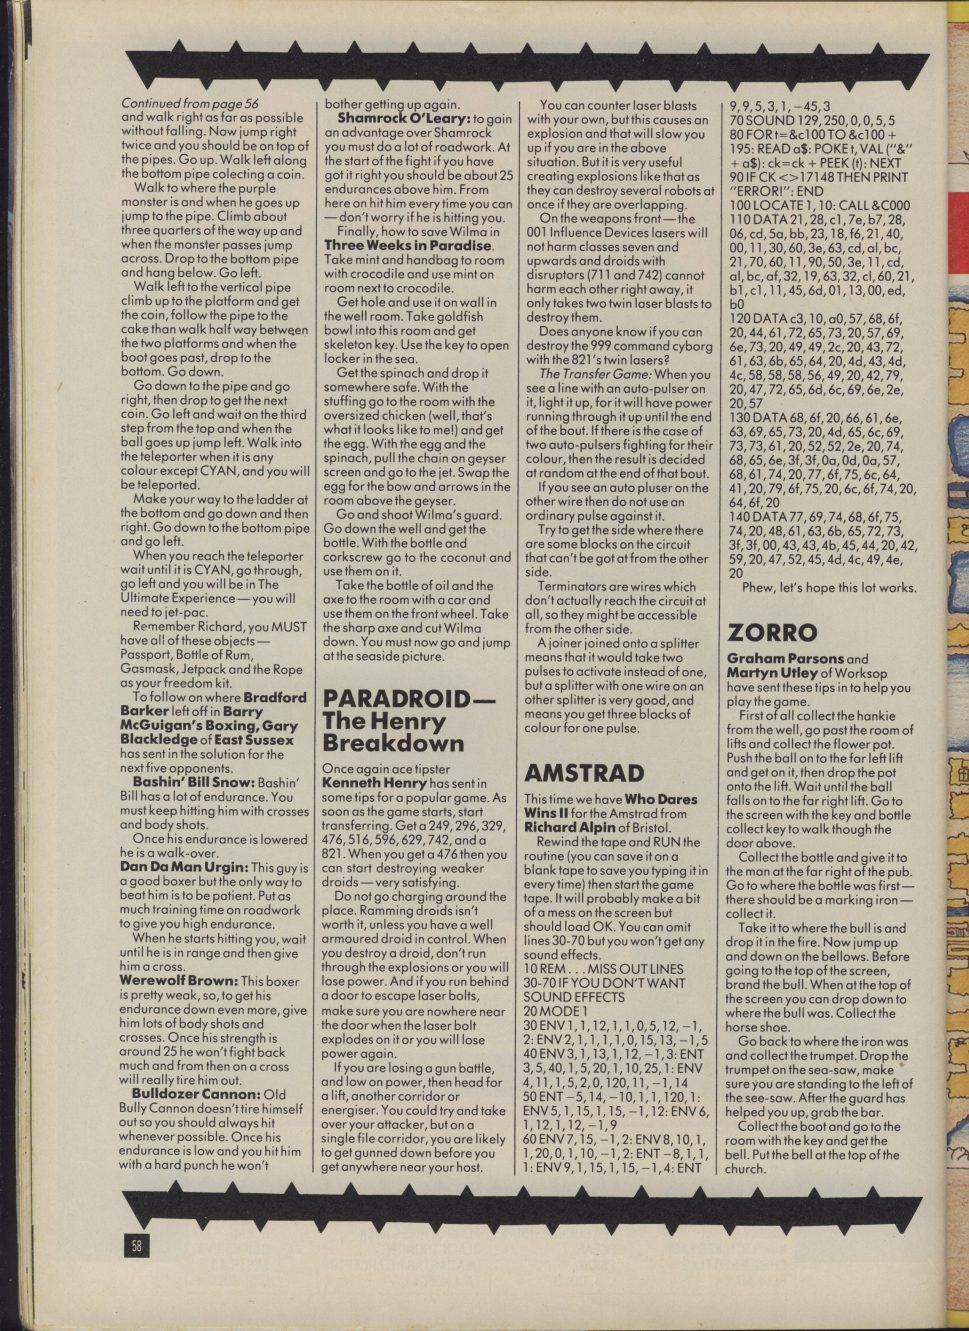 Continued from page 56
and walk right as far as possible
without falling. Now jump right
twice and you should be on top of
the pipes. Go up. Walk left along
the bottom pipe colecting a coin.
Walk to where the purple
monster is and when he goes up
jump to the pipe. Climb about
three quarters of the way up and
when the monster passes jump
across. Drop to the bottom pipe
and hang below. Go left.
Walk left to the vertical pipe
climb up to the platform and get
the coin, follow the pipe to the
cake than walk half way between
the two platforms and when the
boot goes past, drop to the
bottom. Go down.
Go down to the pipe and go
right, then drop to get the next
coin. Go left and wait on the third
step from the top and when the
ball goes up jump left. Walk into
the teleporter when it is any
colour except CYAN, and you will
be teleported.
Make your way to the ladder at
the bottom and go down and then
right. Go down to the bottom pipe
and go left.
When you reach the teleporter
wait until it is CYAN, go through,
go left and you will be in The
Ultimate Experience — you will
need to jet-pac.
Remember Richard, you MUST
have all of these objects —
Passport, Bottle of Rum,
Gasmask, Jetpack and the Rope
as your freedom kit.
To follow on where Bradford
Barker left off in Barry
McGuigan's Boxing, Gary
Blackledge of East Sussex
has sent in the solution for the
next five opponents.
Bashin' Bill Snow: Bashin'
Bill has a lot of endurance. You
must keep hitting him with crosses
and body shots.
Once his endurance is lowered
he is a walk-over.
Dan Da Man Urgin: This guy is
a good boxer but the only way to
beat him is to be patient. Put as
much training time on roadwork
to give you high endurance.
When he starts hitting you, wait
until he is in range and then give
him a cross.
Werewolf Brown: This boxer
is pretty weak, so, to get his
endurance down even more, give
him lots of body shots and
crosses. Once his strength is
around 25 he won't fight back
much and from then on a cross
will really tire him out.
Bulldozer Cannon: Old
Bully Cannon doesn't tire himself
out so you should always hit
whenever possible. Once his
endurance is low and you hit him
with a hard punch he won't
bother getting up again.
Shamrock O'Leary: to gain
an advantage over Shamrock
you must do a lot of roadwork. At
the start of the fight if you have
got it right you should be about 25
endurances above him. From
here on hit him every time you can
— don't worry if he is hitting you.
Finally, how to save Wilma in
Three Weeks in Paradise.
Take mint and handbag to room
with crocodile and use mint on
room next to crocodile.
Get hole and use it on wall in
the well room. Take goldfish
bowl into this room and get
skeleton key. Use the key to open
locker in the sea.
Get the spinach and drop it
somewhere safe. With the
stuffing go to the room with the
oversized chicken (well, that's
what it looks like to me!) and get
the egg. With the egg and the
spinach, pull the chain on geyser
screen and go to the jet. Swap the
egg for the bow and arrows in the
room above the geyser.
Go and shoot Wilma's guard.
Go down the well and get the
bottle. With the bottle and
corkscrew go to the coconut and
use them on it.
Take the bottle of oil and the
axe to the room with a car and
use them on the front wheel. Take
the sharp axe and cut Wilma
down. You must now go and jump
at the seaside picture.
PARADROID —
The Henry
Breakdown
Once again ace tipster
Kenneth Henry has sent in
some tips for a popular game. As
soon as the game starts, start
transferring. Get a 249, 296, 329,
476, 516, 596, 629, 742, and a
821. When you get a 476 then you
can start destroying weaker
droids — very satisfying.
Do not go charging around the
place. Ramming droids isn't
worth it, unless you have a well
armoured droid in control. When
you destroy a droid, don't run
through the explosions or you will
lose power. And if you run behind
a door to escape laser bolts,
make sure you are nowhere near
the door when the laser bolt
explodes on it or you will lose
power again.
If you are losing a gun battle,
and low on power, then head for
a lift, another corridor or
energiser. You could try and take
over your attacker, but on a
single file corridor, you are likely
to get gunned down before you
get anywhere near your host.
You can counter laser blasts
with your own, but this causes an
explosion and that will slow you
up if you are in the above
situation. But it is very useful
creating explosions like that as
they can destroy several robots at
once if they are overlapping.
On the weapons front — the
001 Influence Devices lasers will
not harm classes seven and
upwards and droids with
disruptors (711 and 742) cannot
harm each other right away, it
only takes two twin laser blasts to
destroy them.
Does anyone know if you can
destroy the 999 command cyborg
with the 821's twin lasers?
The Transfer Game: When you
see a line with an auto-pulser on
it, light it up, for it will have power
running through it up until the end
of the bout. If there is the case of
two auto-pulsers fighting for their
colour, then the result is decided
at random at the end of that bout.
If you see an auto pluser on the
other wire then do not use an
ordinary pulse against it.
Try to get the side where there
are some blocks on the circuit
that can't be got at from the other
side.
Terminators are wires which
don't actually reach the circuit at
all, so they might be accessible
from the other side.
A joiner joined onto a splitter
means that it would take two
pulses to activate instead of one,
but a splitter with one wire on an
other splitter is very good, and
means you get three blocks of
colour for one pulse.
AMSTRAD
This time we have Who Dares
Wins II for the Amstrad from
Richard Alpin of Bristol.
Rewind the tape and RUN the
routine (you can save it on a
blank tape to save you typing it in
every time) then start the game
tape. It will probably make a bit
of a mess on the screen but
should load OK. You can omit
lines 30-70 but you won't get any
sound effects.
10 REM . . . MISS OUT LINES
30-70 IF YOU DON'T WANT
SOUND EFFECTS
20 MODE 1
30 ENV 1, 1, 12, 1, 1, 0, 5, 12, –1,
2: ENV 2, 1, 1, 1, 1, 0, 15, 13, –1, 5
40 ENV 3, 1, 13, 1, 12, –1, 3: ENT
3, 5, 40, 1, 5, 20, 1, 10, 25, 1: ENV
4, 11, 1, 5, 2, 0, 120, 11, –1, 14
50 ENT –5, 14, –10, 1, 1, 120, 1:
ENV 5, 1, 15, 1, 15, –1, 12: ENV 6,
1, 12, 1, 12, –1, 9
60 ENV 7, 15, –1, 2: ENV 8, 10, 1,
1, 20, 0, 1, 10, –1, 2: ENT –8, 1, 1,
1: ENV 9, 1, 15, 1, 15, –1, 4: ENT
9, 9, 5, 3, 1, –45, 3
70 SOUND 129, 250, 0, 0, 5, 5
80 FOR t = &c100 TO &c100 +
195: READ a$: POKE t, VAL ("&"
+ a$): ck=ck + PEEK (t): NEXT
90 IF CK <>17148 THEN PRINT
"ERROR!": END
100 LOCATE 1, 10: CALL &C000
110 DATA 21, 28, c1, 7e, b7, 28,
06, cd, 5a, bb, 23, 18, f6, 21, 40,
00, 11, 30, 60, 3e, 63, cd, al, bc,
21, 70, 60, 11, 90, 50, 3e, 11, cd,
al, bc, af, 32, 19, 63, 32, cl, 60, 21,
b1, c1, 11, 45, 6d, 01, 13, 00, ed,
b0
120 DATA c3, 10, a0, 57, 68, 6f,
20, 44, 61, 72, 65, 73, 20, 57, 69,
6e, 73, 20, 49, 49, 2c, 20, 43, 72,
61, 63, 6b, 65, 64, 20, 4d, 43, 4d,
4c, 58, 58, 58, 56, 49, 20, 42, 79,
20, 47, 72, 65, 6d, 6c, 69, 6e, 2e,
20, 57
130 DATA 68, 6f, 20, 66, 61, 6e,
63, 69, 65, 73, 20, 4d, 65, 6c, 69,
73, 73, 61, 20, 52, 52, 2e, 20, 74,
68, 65, 6e, 3f, 3f, 0a, 0d, 0a, 57,
68, 61, 74, 20, 77, 6f, 75, 6c, 64,
41, 20, 79, 6f, 75, 20, 6c, 6f, 74, 20,
64, 6f, 20
140 DATA 77, 69, 74, 68, 6f, 75,
74, 20, 48, 61, 63, 6b, 65, 72, 73,
3f, 3f, 00, 43, 43, 4b, 45, 44, 20, 42,
59, 20, 47, 52, 45, 4d, 4c, 49, 4e,
20
Phew, let's hope this lot works.
ZORRO
Graham Parsons and
Martyn Utley of Worksop
have sent these tips in to help you
play the game.
First of all collect the hankie
from the well, go past the room of
lifts and collect the flower pot.
Push the ball on to the far left lift
and get on it, then drop the pot
onto the lift. Wait until the ball
falls on to the far right lift. Go to
the screen with the key and bottle
collect key to walk though the
door above.
Collect the bottle and give it to
the man at the far right of the pub.
Go to where the bottle was first —
there should be a marking iron —
collect it.
Take it to where the bull is and
drop it in the fire. Now jump up
and down on the bellows. Before
going to the top of the screen,
brand the bull. When at the top of
the screen you can drop down to
where the bull was. Collect the
horse shoe.
Go back to where the iron was
and collect the trumpet. Drop the
trumpet on the sea-saw, make
sure you are standing to the left of
the see-saw. After the guard has
helped you up, grab the bar.
Collect the boot and go to the
room with the key and get the
bell. Put the bell at the top of the
church.
58